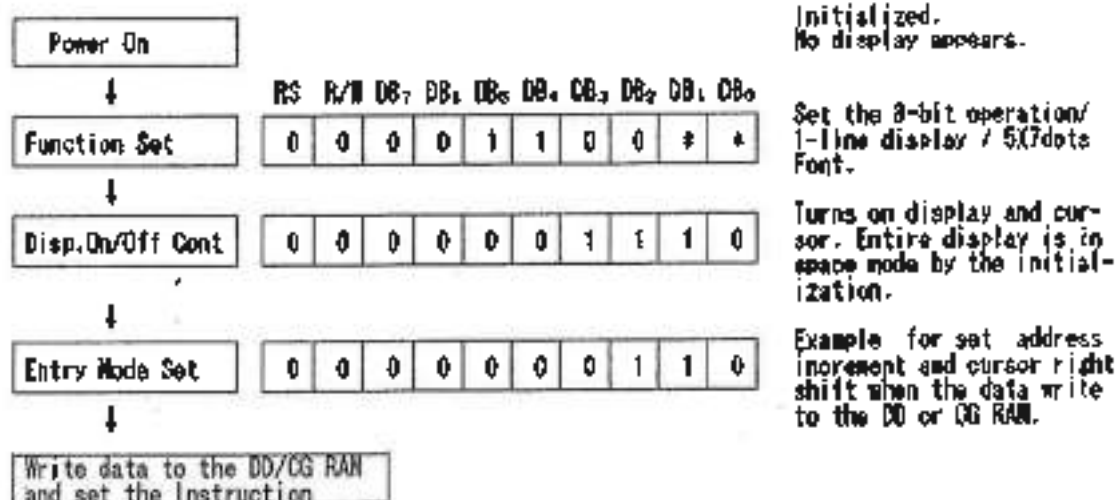 Initialized.
Power On
No display appears.
RS R/W DB₇ DB₆ DB₅ DB₄ DB₃ DB₂ DB₁ DB₀
Function Set
0 0 0 0 1 1 0 0 * *
Set the 8-bit operation/
1-line display / 5X7dots
Font.
Disp.On/Off Cont
0 0 0 0 0 0 1 1 1 0
Turns on display and cur-
sor. Entire display is in
space mode by the initial-
ization.
Entry Mode Set
0 0 0 0 0 0 0 1 1 0
Example for set address
increment and cursor right
shift when the data write
to the DD or CG RAM.
Write data to the DD/CG RAM
and set the Instruction